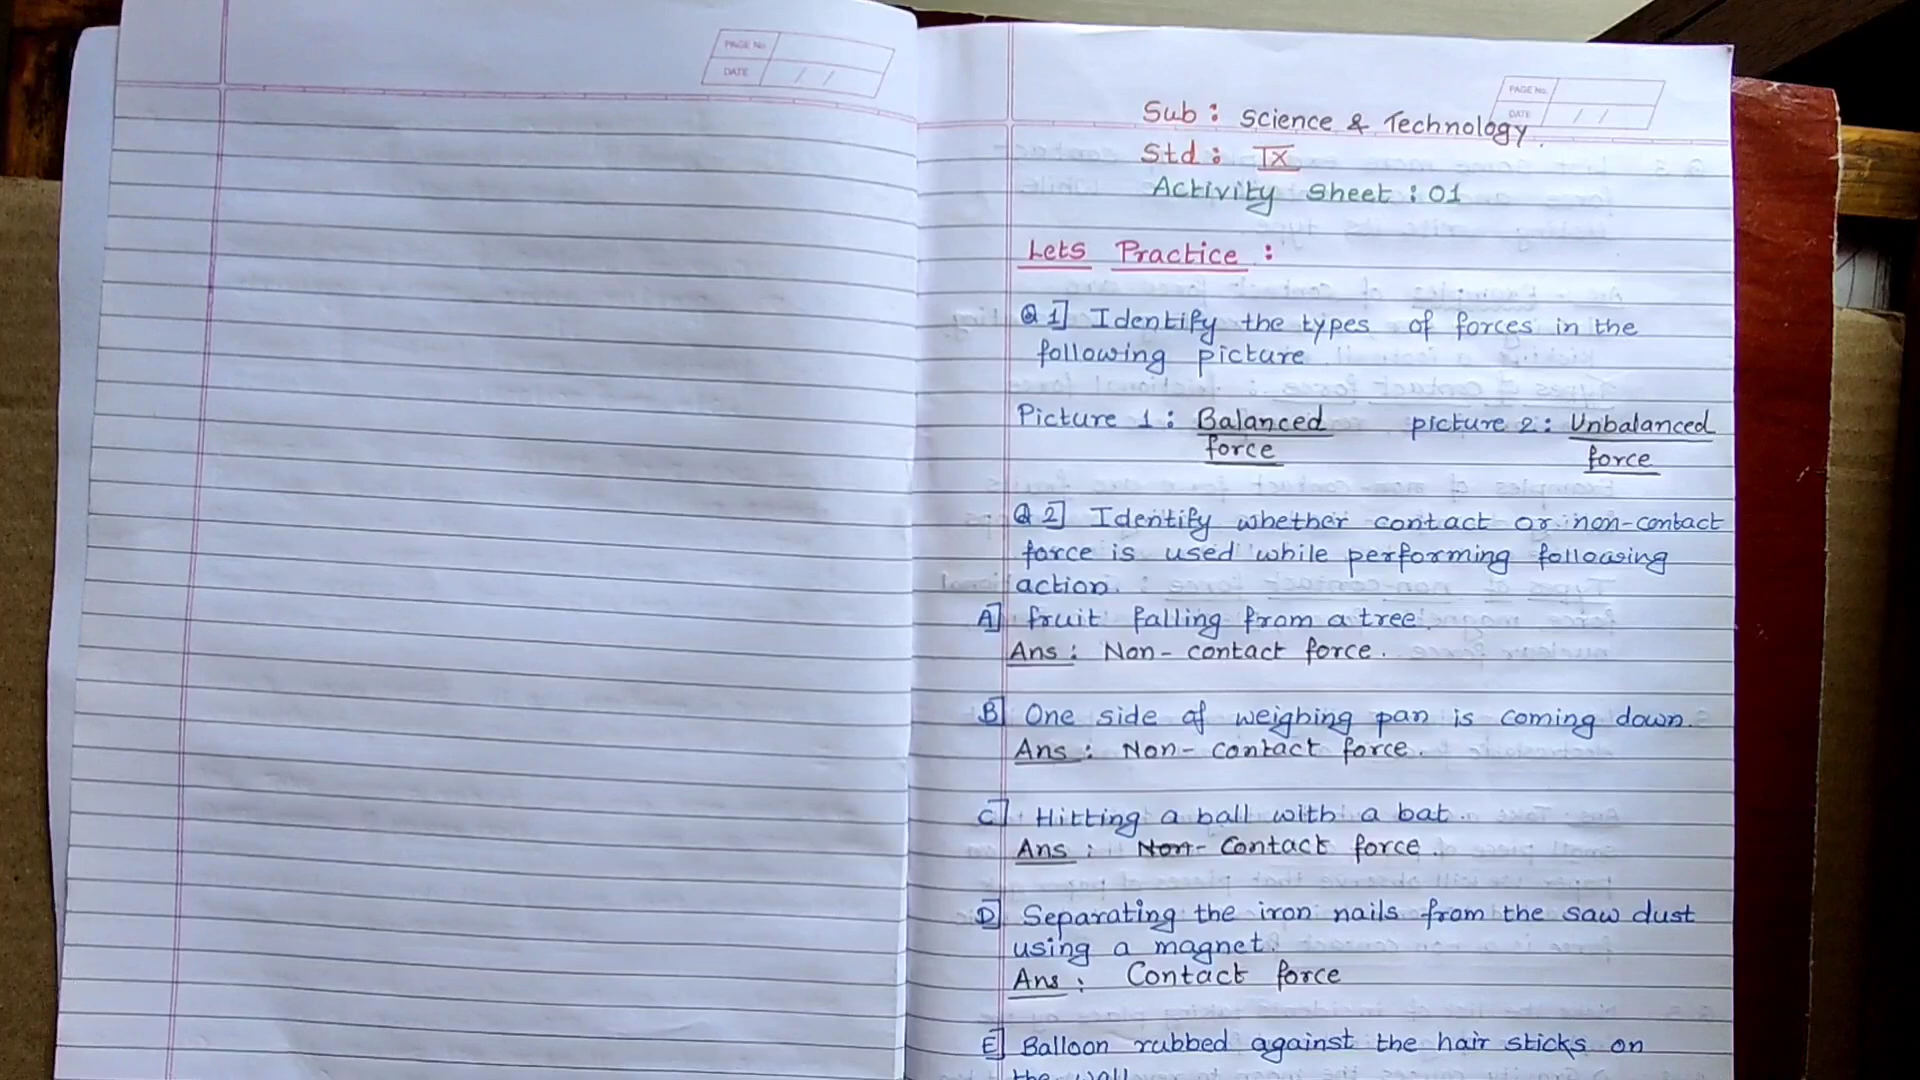 PAGE No.
DATE / /
PAGE No.
DATE / /
Sub : Science & Technology.
Std : IX
Activity Sheet : 01
Lets Practice :
Q 1] Identify the types of forces in the
following picture
Picture 1 : Balanced force picture 2 : Unbalanced force
Q 2] Identify whether contact or non-contact
force is used while performing following
action.
A] fruit falling from a tree.
Ans : Non-contact force.
B] One side of weighing pan is coming down.
Ans : Non-contact force.
C] Hitting a ball with a bat.
Ans : Non-Contact force.
D] Separating the iron nails from the saw dust
using a magnet.
Ans : Contact force
E] Balloon rubbed against the hair sticks on
the wall